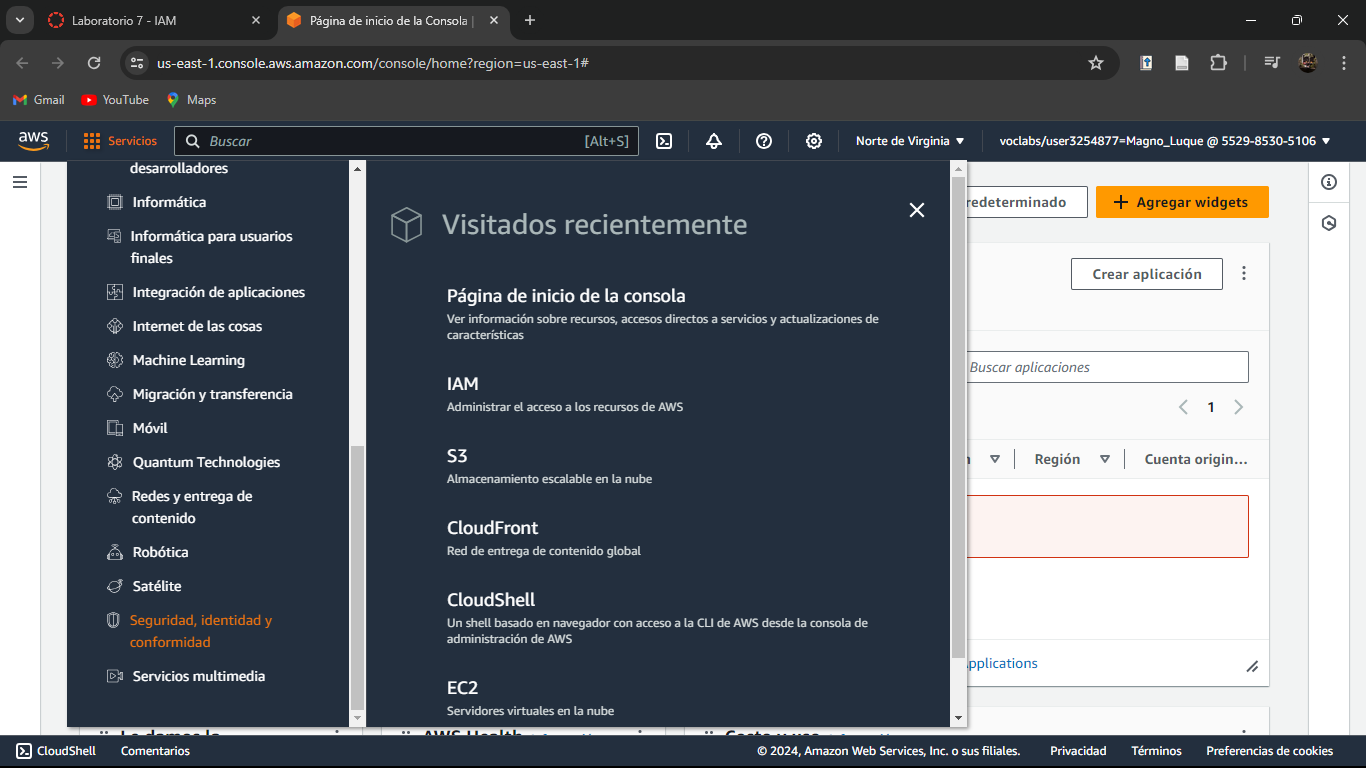 Laboratorio 7 - IAM
Página de inicio de la Consola |
us-east-1.console.aws.amazon.com/console/home?region=us-east-1#
Gmail
YouTube
Maps
aws
Servicios
Buscar
[Alt+S]
Norte de Virginia
voclabs/user3254877=Magno_Luque @ 5529-8530-5106
desarrolladores
Informática
Informática para usuarios
finales
Integración de aplicaciones
Internet de las cosas
Machine Learning
Migración y transferencia
Móvil
Quantum Technologies
Redes y entrega de
contenido
Robótica
Satélite
Seguridad, identidad y
conformidad
Servicios multimedia
Visitados recientemente
Página de inicio de la consola
Ver información sobre recursos, accesos directos a servicios y actualizaciones de
características
IAM
Administrar el acceso a los recursos de AWS
S3
Almacenamiento escalable en la nube
CloudFront
Red de entrega de contenido global
CloudShell
Un shell basado en navegador con acceso a la CLI de AWS desde la consola de
administración de AWS
EC2
Servidores virtuales en la nube
redeterminado
Agregar widgets
Crear aplicación
Buscar aplicaciones
1
Región
Cuenta origin...
pplications
AWS Health
CloudShell
Comentarios
© 2024, Amazon Web Services, Inc. o sus filiales.
Privacidad
Términos
Preferencias de cookies